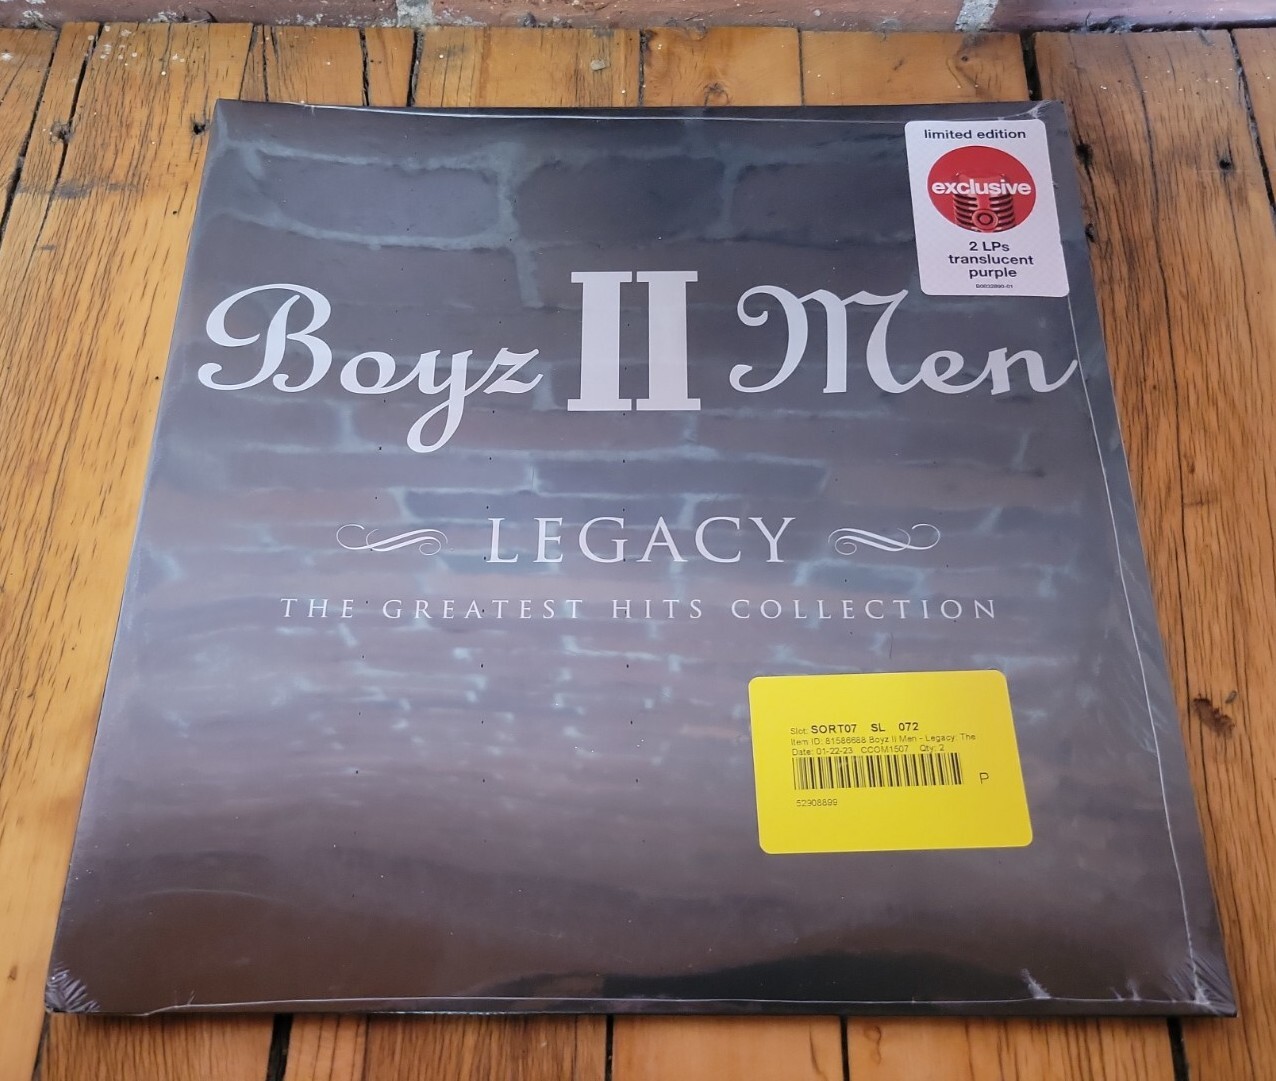 limited edition
exclusive
2 LPs
translucent
purple
Boyz II Men
LEGACY
THE GREATEST HITS COLLECTION
Slot: SORT07 SL 072
Item ID: 81586688 Boyz II Men - Legacy: The
Date: 01-22-23 CCOM1507 Qty: 2
P
52908899